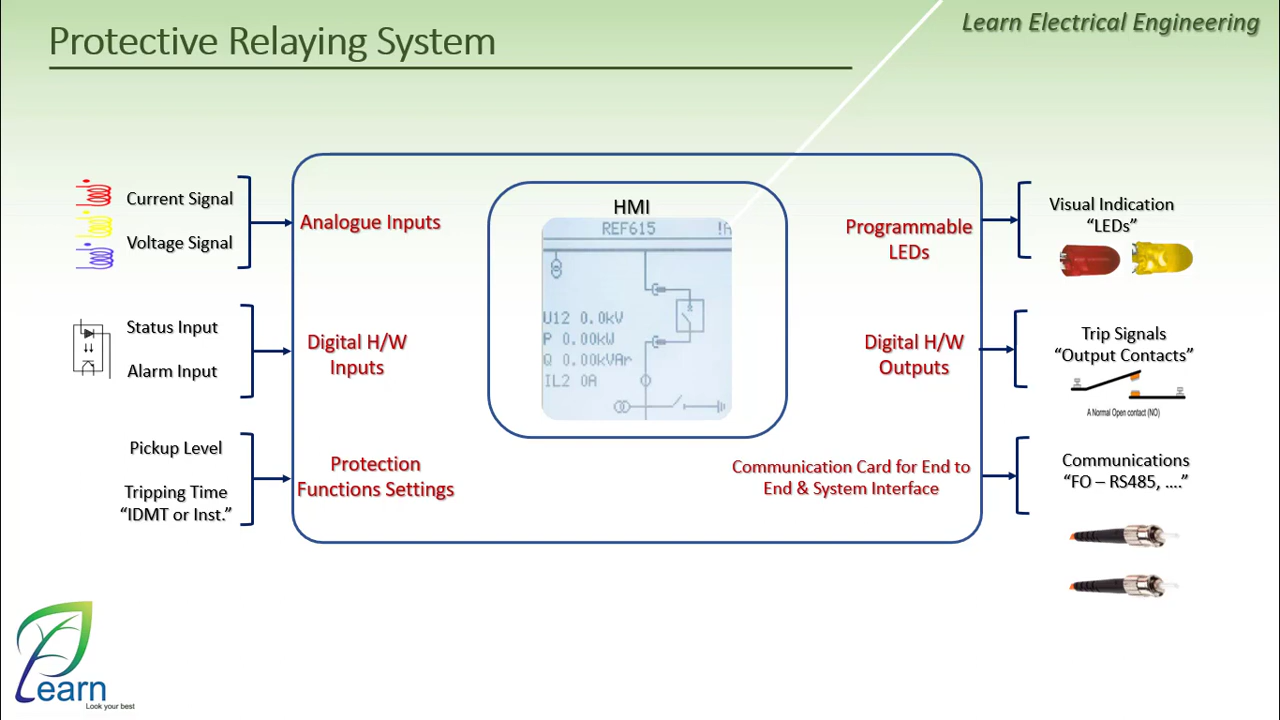 Protective Relaying System
Learn Electrical Engineering
Current Signal
Voltage Signal
Analogue Inputs
Status Input
Alarm Input
Digital H/W
Inputs
Pickup Level
Tripping Time
“IDMT or Inst.”
Protection
Functions Settings
HMI
REF615 !A
U12 0.0kV
P 0.00kW
Q 0.00kVAr
IL2 0A
Programmable
LEDs
Visual Indication
“LEDs”
Digital H/W
Outputs
Trip Signals
“Output Contacts”
A Normal Open contact (NO)
Communication Card for End to
End & System Interface
Communications
“FO – RS485, ….”
Learn
Look your best